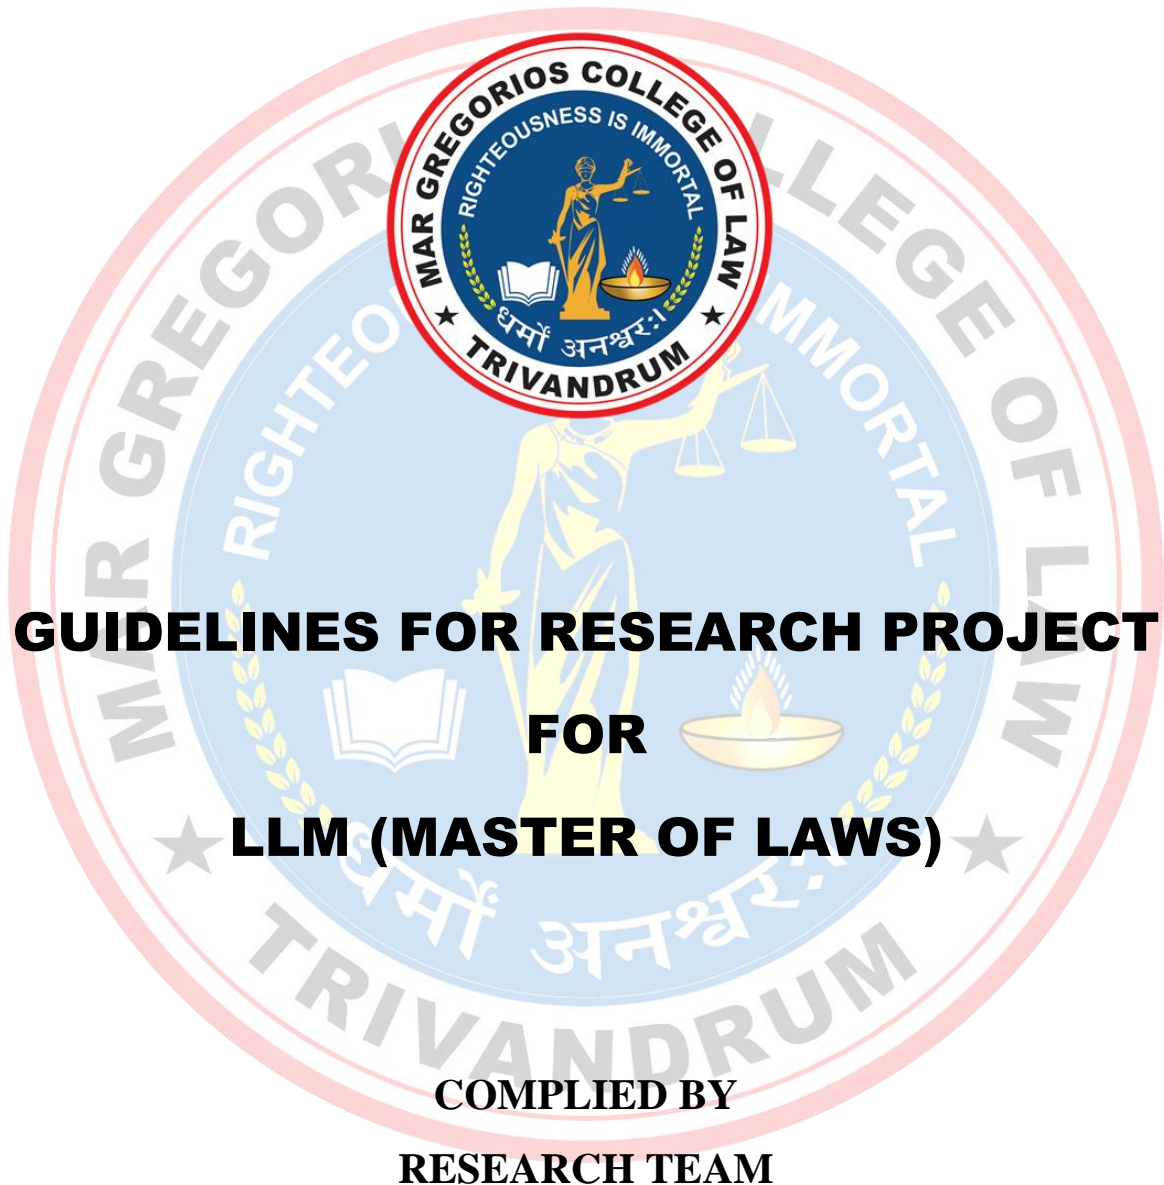 MAR GREGORIOS COLLEGE OF LAW
RIGHTEOUSNESS IS IMMORTAL
धर्मो अनश्वरः।
★ TRIVANDRUM ★
GUIDELINES FOR RESEARCH PROJECT
FOR
LLM (MASTER OF LAWS)
COMPLIED BY
RESEARCH TEAM